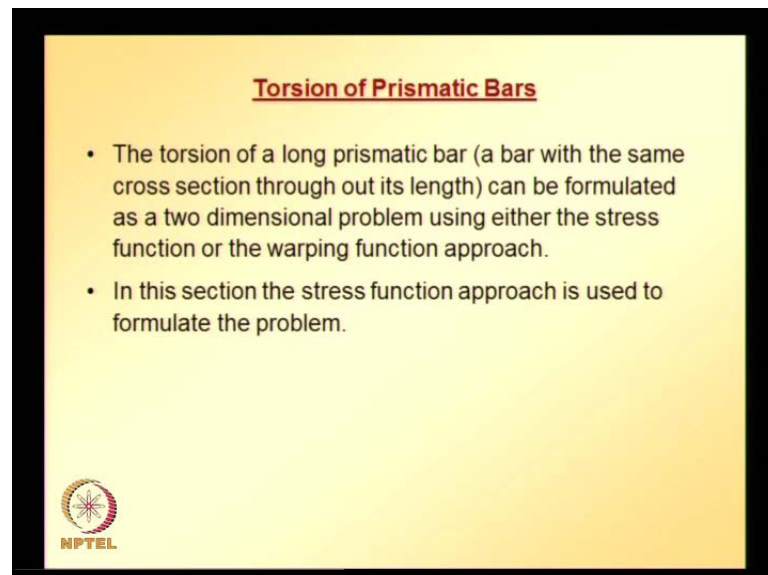 Torsion of Prismatic Bars
• The torsion of a long prismatic bar (a bar with the same
cross section through out its length) can be formulated
as a two dimensional problem using either the stress
function or the warping function approach.
• In this section the stress function approach is used to
formulate the problem.
NPTEL